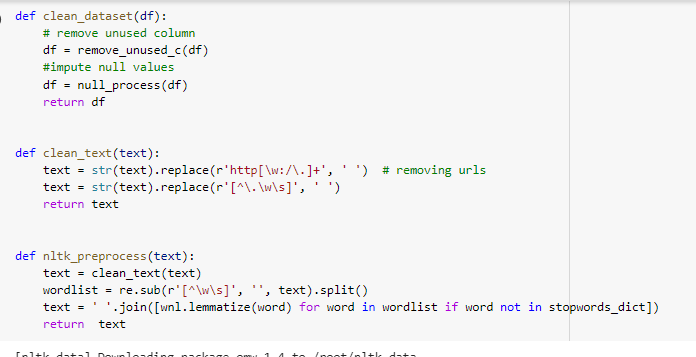 def clean_dataset(df):
    # remove unused column
    df = remove_unused_c(df)
    #impute null values
    df = null_process(df)
    return df
def clean_text(text):
    text = str(text).replace(r'http[\w:/\.]+', ' ')  # removing urls
    text = str(text).replace(r'[^\.\w\s]', ' ')
    return text
def nltk_preprocess(text):
    text = clean_text(text)
    wordlist = re.sub(r'[^\w\s]', '', text).split()
    text = ' '.join([wnl.lemmatize(word) for word in wordlist if word not in stopwords_dict])
    return  text
[nltk_data] Downloading package omw-1.4 to /root/nltk_data